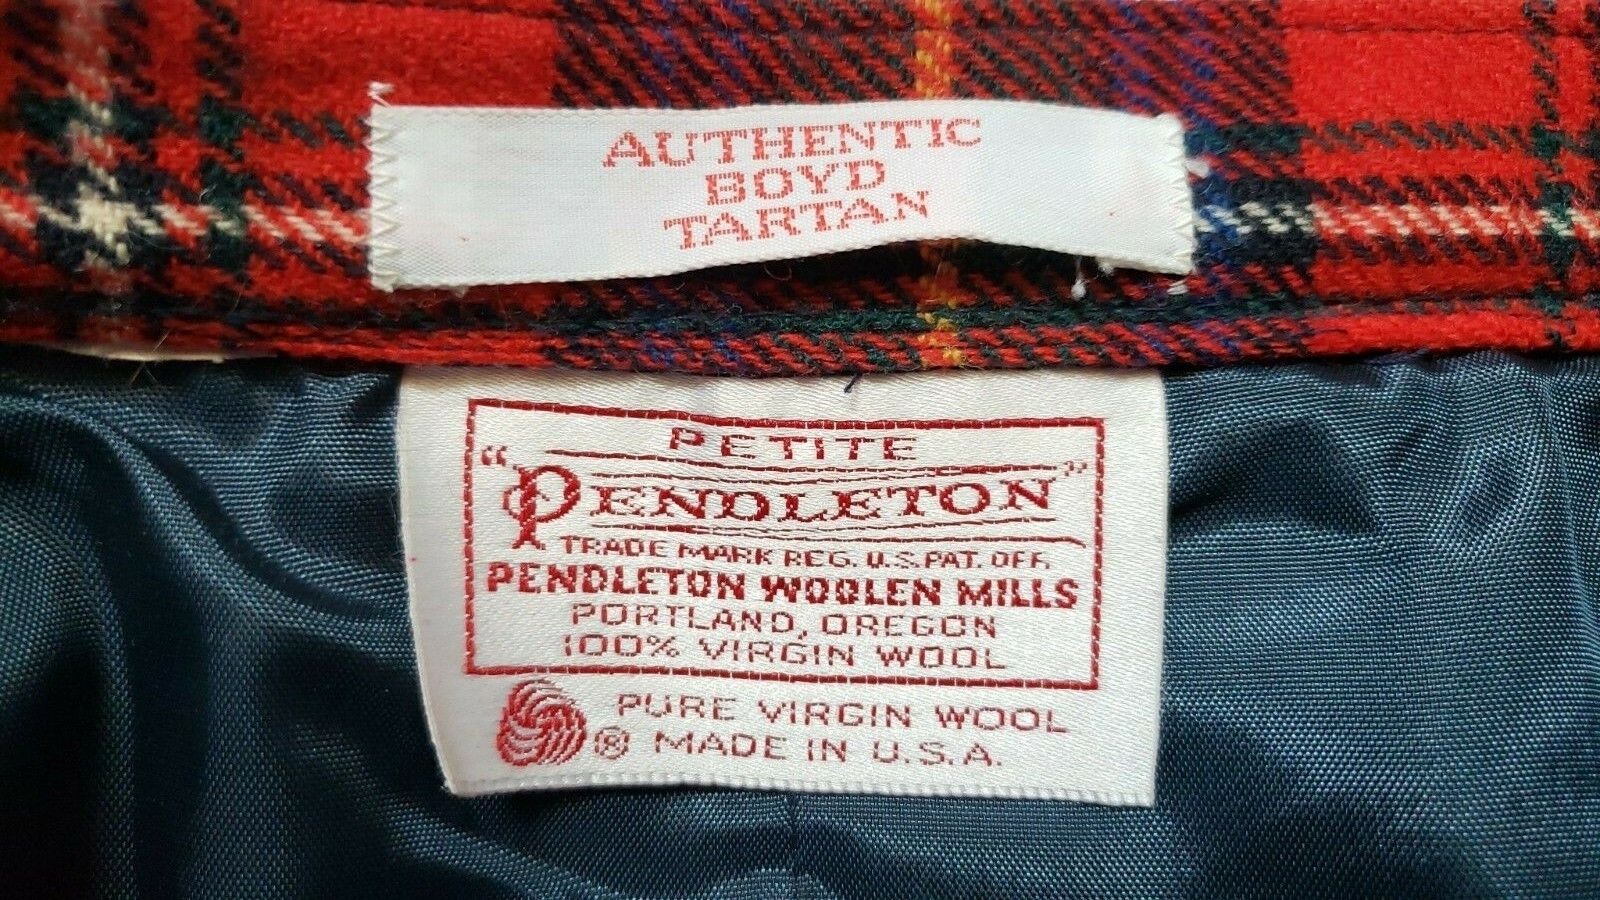 AUTHENTIC
BOYD
TARTAN
PETITE
"PENDLETON"
TRADE MARK REG. U.S. PAT. OFF.
PENDLETON WOOLEN MILLS
PORTLAND, OREGON
100% VIRGIN WOOL
PURE VIRGIN WOOL
® MADE IN U.S.A.